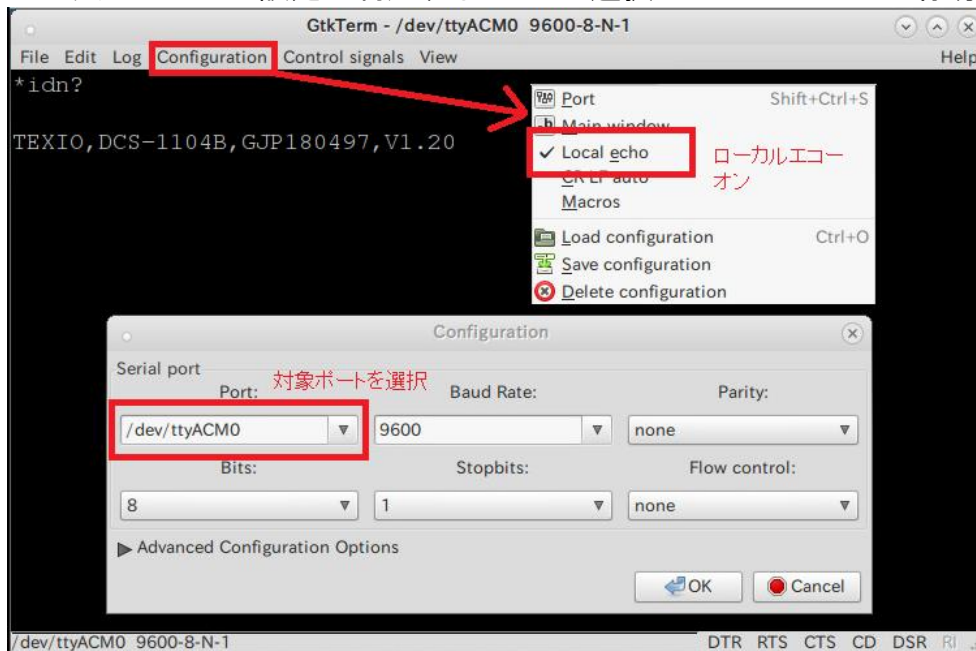 GtkTerm - /dev/ttyACM0 9600-8-N-1
File Edit Log Configuration Control signals View Help
*idn?
TEXIO,DCS-1104B,GJP180497,V1.20
Port Shift+Ctrl+S
Main window
Local echo
CR LF auto
Macros
Load configuration Ctrl+O
Save configuration
Delete configuration
ローカルエコー
オン
Configuration
Serial port
対象ポートを選択
Port: Baud Rate: Parity:
/dev/ttyACM0 9600 none
Bits: Stopbits: Flow control:
8 1 none
Advanced Configuration Options
OK Cancel
/dev/ttyACM0 9600-8-N-1 DTR RTS CTS CD DSR RI